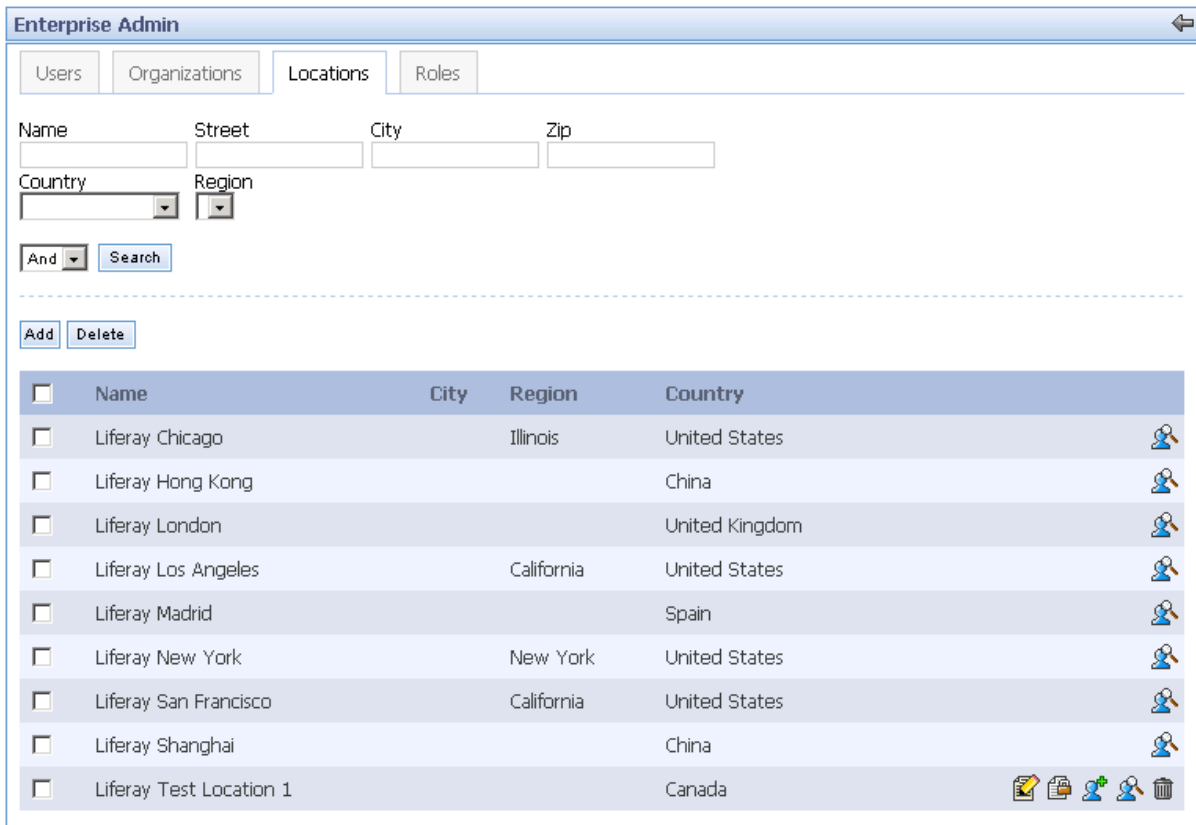 Enterprise Admin
Users Organizations Locations Roles
Name Street City Zip
Country Region
And Search
Add Delete
Name City Region Country
Liferay Chicago Illinois United States
Liferay Hong Kong China
Liferay London United Kingdom
Liferay Los Angeles California United States
Liferay Madrid Spain
Liferay New York New York United States
Liferay San Francisco California United States
Liferay Shanghai China
Liferay Test Location 1 Canada